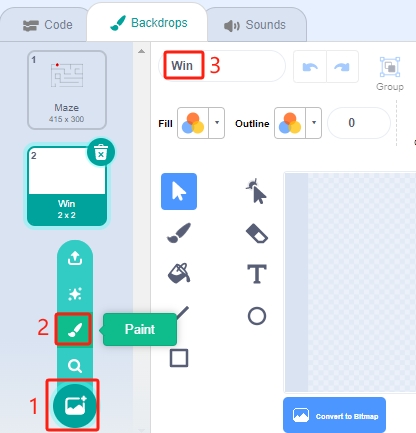 Code
Backdrops
Sounds
1
Maze
415 x 300
2
Win
2 x 2
Win
3
Group
Fill
Outline
0
T
2
Paint
1
Convert to Bitmap